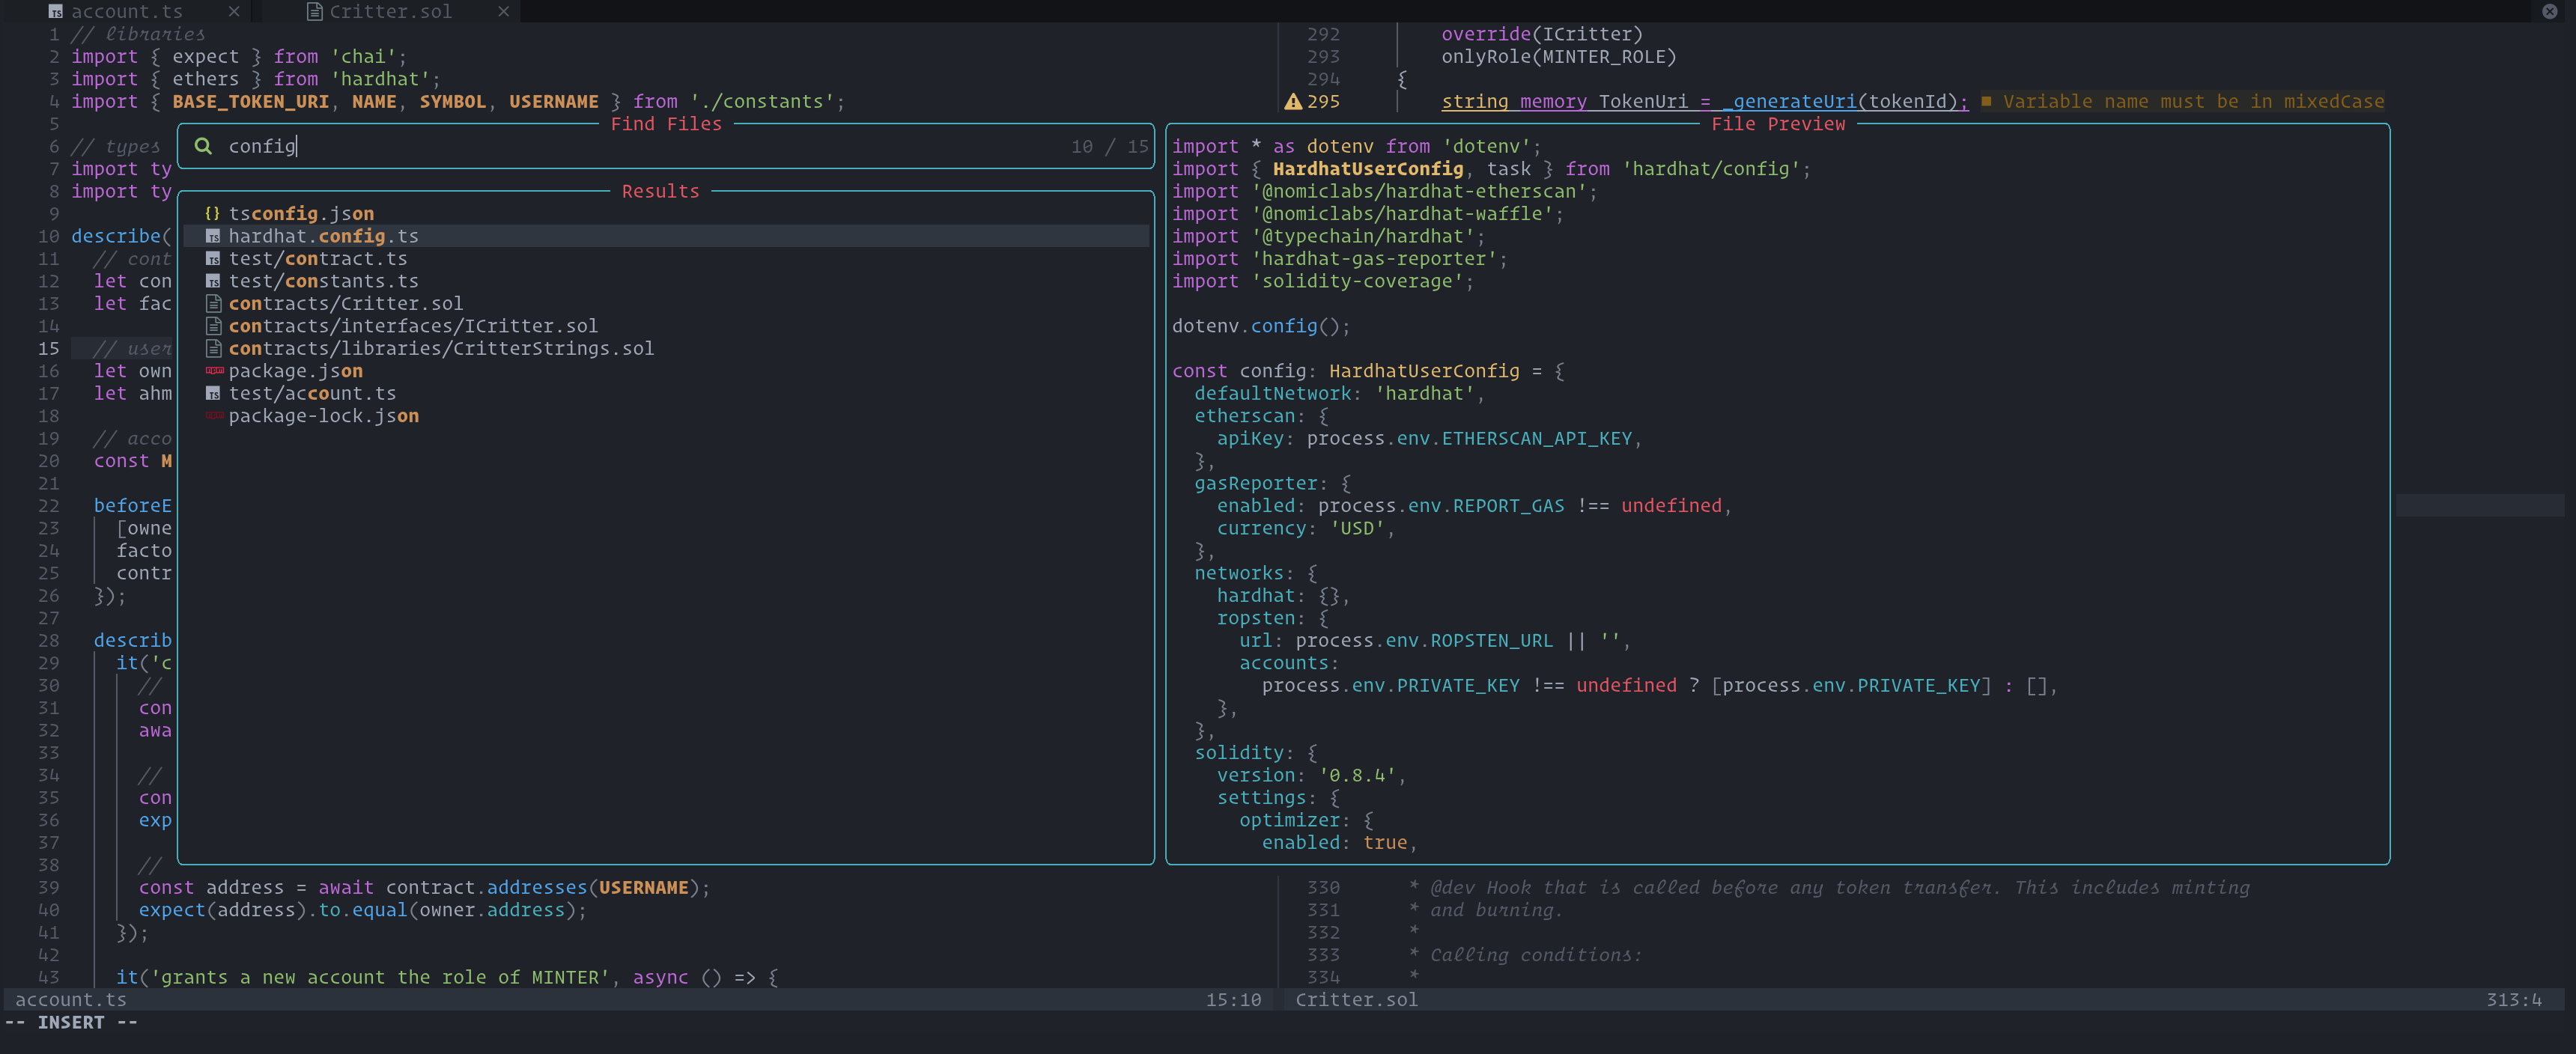 account.ts × Critter.sol ×
1 // libraries
2 import { expect } from 'chai';
3 import { ethers } from 'hardhat';
4 import { BASE_TOKEN_URI, NAME, SYMBOL, USERNAME } from './constants';
5
6 // types
7 import ty
8 import ty
9
10 describe(
11 // cont
12 let con
13 let fac
14
15 // user
16 let own
17 let ahm
18
19 // acco
20 const M
21
22 beforeE
23 [owne
24 facto
25 contr
26 });
27
28 describ
29 it('c
30 //
31 con
32 awa
33
34 //
35 con
36 exp
37
38 //
39 const address = await contract.addresses(USERNAME);
40 expect(address).to.equal(owner.address);
41 });
42
43 it('grants a new account the role of MINTER', async () => {
account.ts 15:10
-- INSERT --
Find Files
config 10 / 15
Results
{} tsconfig.json
TS hardhat.config.ts
TS test/contract.ts
TS test/constants.ts
contracts/Critter.sol
contracts/interfaces/ICritter.sol
contracts/libraries/CritterStrings.sol
package.json
TS test/account.ts
package-lock.json
292 override(ICritter)
293 onlyRole(MINTER_ROLE)
294 {
295 string memory TokenUri = _generateUri(tokenId); ■ Variable name must be in mixedCase
File Preview
import * as dotenv from 'dotenv';
import { HardhatUserConfig, task } from 'hardhat/config';
import '@nomiclabs/hardhat-etherscan';
import '@nomiclabs/hardhat-waffle';
import '@typechain/hardhat';
import 'hardhat-gas-reporter';
import 'solidity-coverage';
dotenv.config();
const config: HardhatUserConfig = {
defaultNetwork: 'hardhat',
etherscan: {
apiKey: process.env.ETHERSCAN_API_KEY,
},
gasReporter: {
enabled: process.env.REPORT_GAS !== undefined,
currency: 'USD',
},
networks: {
hardhat: {},
ropsten: {
url: process.env.ROPSTEN_URL || '',
accounts:
process.env.PRIVATE_KEY !== undefined ? [process.env.PRIVATE_KEY] : [],
},
},
solidity: {
version: '0.8.4',
settings: {
optimizer: {
enabled: true,
330 * @dev Hook that is called before any token transfer. This includes minting
331 * and burning.
332 *
333 * Calling conditions:
334 *
Critter.sol 313:4